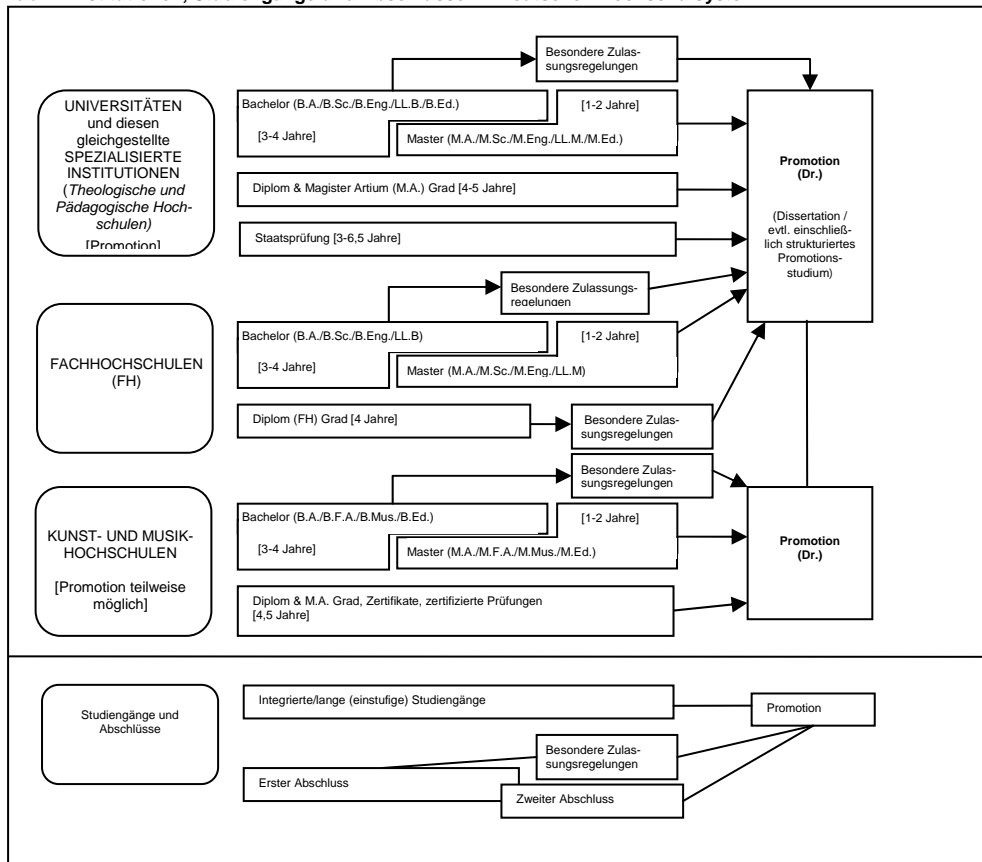 Besondere Zulas-
sungsregelungen
UNIVERSITÄTEN
und diesen
gleichgestellte
SPEZIALISIERTE
INSTITUTIONEN
(Theologische und
Pädagogische Hoch-
schulen)
[Promotion]
Bachelor (B.A./B.Sc./B.Eng./LL.B./B.Ed.)
[1-2 Jahre]
[3-4 Jahre]
Master (M.A./M.Sc./M.Eng./LL.M./M.Ed.)
Diplom & Magister Artium (M.A.) Grad [4-5 Jahre]
Staatsprüfung [3-6,5 Jahre]
Promotion
(Dr.)
(Dissertation /
evtl. einschließ-
lich strukturiertes
Promotions-
studium)
Besondere Zulassungs-
regelungen
FACHHOCHSCHULEN
(FH)
Bachelor (B.A./B.Sc./B.Eng./LL.B)
[1-2 Jahre]
[3-4 Jahre]
Master (M.A./M.Sc./M.Eng./LL.M)
Diplom (FH) Grad [4 Jahre]
Besondere Zulas-
sungsregelungen
Besondere Zulas-
sungsregelungen
KUNST- UND MUSIK-
HOCHSCHULEN
[Promotion teilweise
möglich]
Bachelor (B.A./B.F.A./B.Mus./B.Ed.)
[1-2 Jahre]
[3-4 Jahre]
Master (M.A./M.F.A./M.Mus./M.Ed.)
Diplom & M.A. Grad, Zertifikate, zertifizierte Prüfungen
[4,5 Jahre]
Promotion
(Dr.)
Studiengänge und
Abschlüsse
Integrierte/lange (einstufige) Studiengänge
Promotion
Besondere Zulas-
sungsregelungen
Erster Abschluss
Zweiter Abschluss